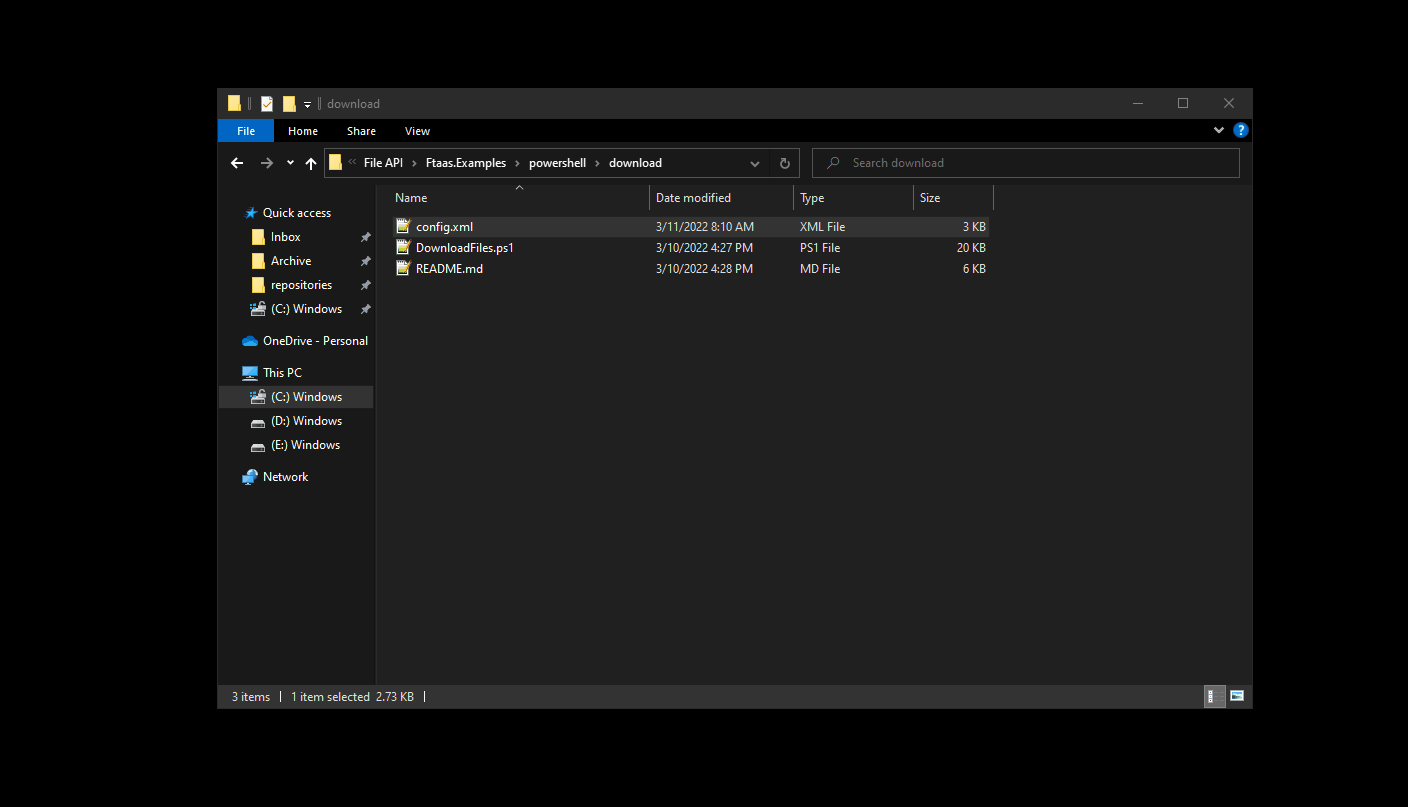 download
File Home Share View
File API Ftaas.Examples powershell download
Search download
Name Date modified Type Size
config.xml 3/11/2022 8:10 AM XML File 3 KB
DownloadFiles.ps1 3/10/2022 4:27 PM PS1 File 20 KB
README.md 3/10/2022 4:28 PM MD File 6 KB
Quick access
Inbox
Archive
repositories
(C:) Windows
OneDrive - Personal
This PC
(C:) Windows
(D:) Windows
(E:) Windows
Network
3 items 1 item selected 2.73 KB